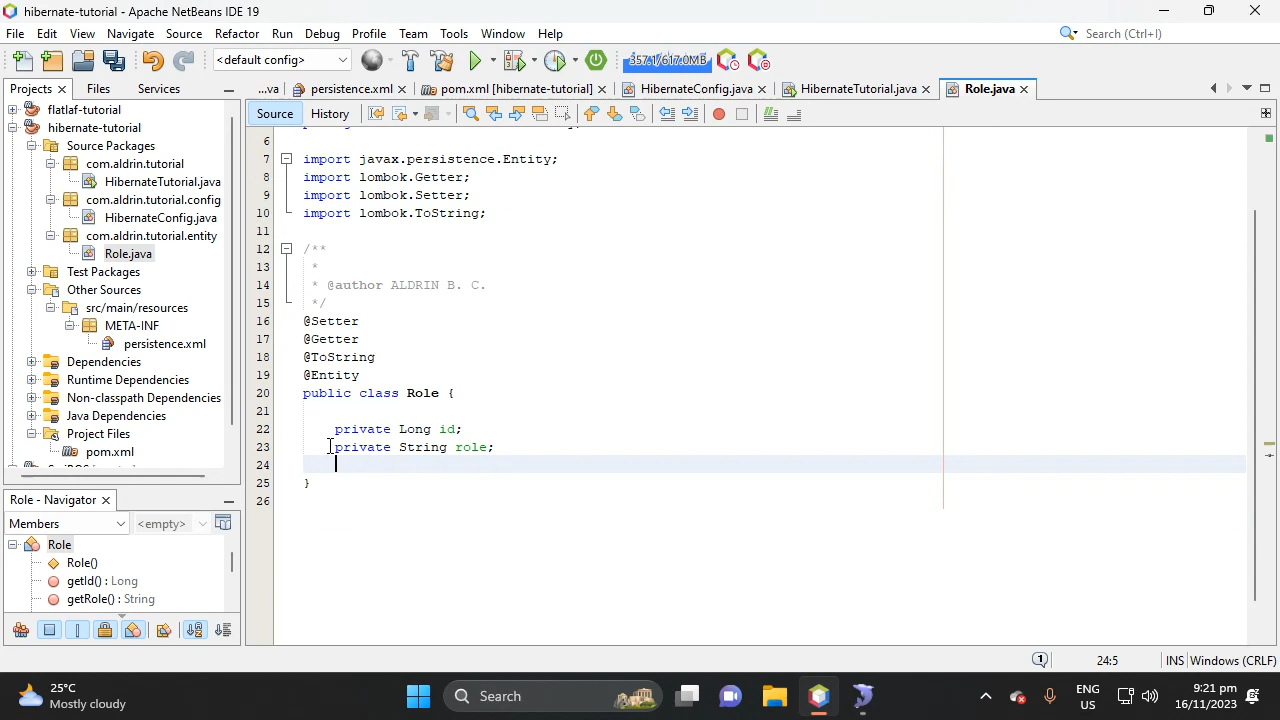 hibernate-tutorial - Apache NetBeans IDE 19
File Edit View Navigate Source Refactor Run Debug Profile Team Tools Window Help
Search (Ctrl+I)
<default config>
357.1/617.0MB
Projects Files Services
...va persistence.xml pom.xml [hibernate-tutorial] HibernateConfig.java HibernateTutorial.java Role.java
Source History
flatlaf-tutorial
hibernate-tutorial
Source Packages
com.aldrin.tutorial
HibernateTutorial.java
com.aldrin.tutorial.config
HibernateConfig.java
com.aldrin.tutorial.entity
Role.java
Test Packages
Other Sources
src/main/resources
META-INF
persistence.xml
Dependencies
Runtime Dependencies
Non-classpath Dependencies
Java Dependencies
Project Files
pom.xml
Role - Navigator
Members <empty>
Role
Role()
getId() : Long
getRole() : String
6
7 import javax.persistence.Entity;
8 import lombok.Getter;
9 import lombok.Setter;
10 import lombok.ToString;
11
12 /**
13 *
14 * @author ALDRIN B. C.
15 */
16 @Setter
17 @Getter
18 @ToString
19 @Entity
20 public class Role {
21
22 private Long id;
23 private String role;
24
25 }
26
1 24:5 INS Windows (CRLF)
25°C
Mostly cloudy
Search
ENG
US
9:21 pm
16/11/2023